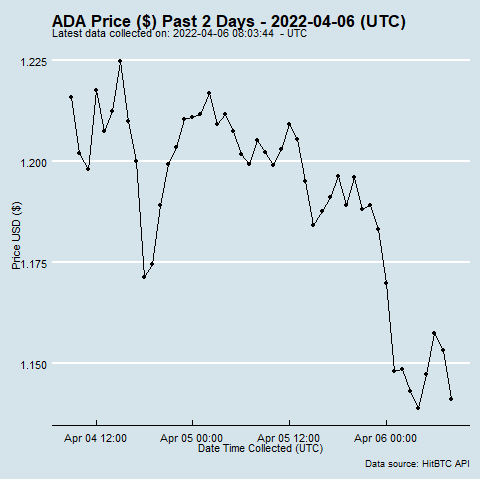 ADA Price ($) Past 2 Days - 2022-04-06 (UTC)
Latest data collected on: 2022-04-06 08:03:44 - UTC
1.225
1.200
1.175
1.150
Price USD ($)
Apr 04 12:00
Apr 05 00:00
Apr 05 12:00
Apr 06 00:00
Date Time Collected (UTC)
Data source: HitBTC API